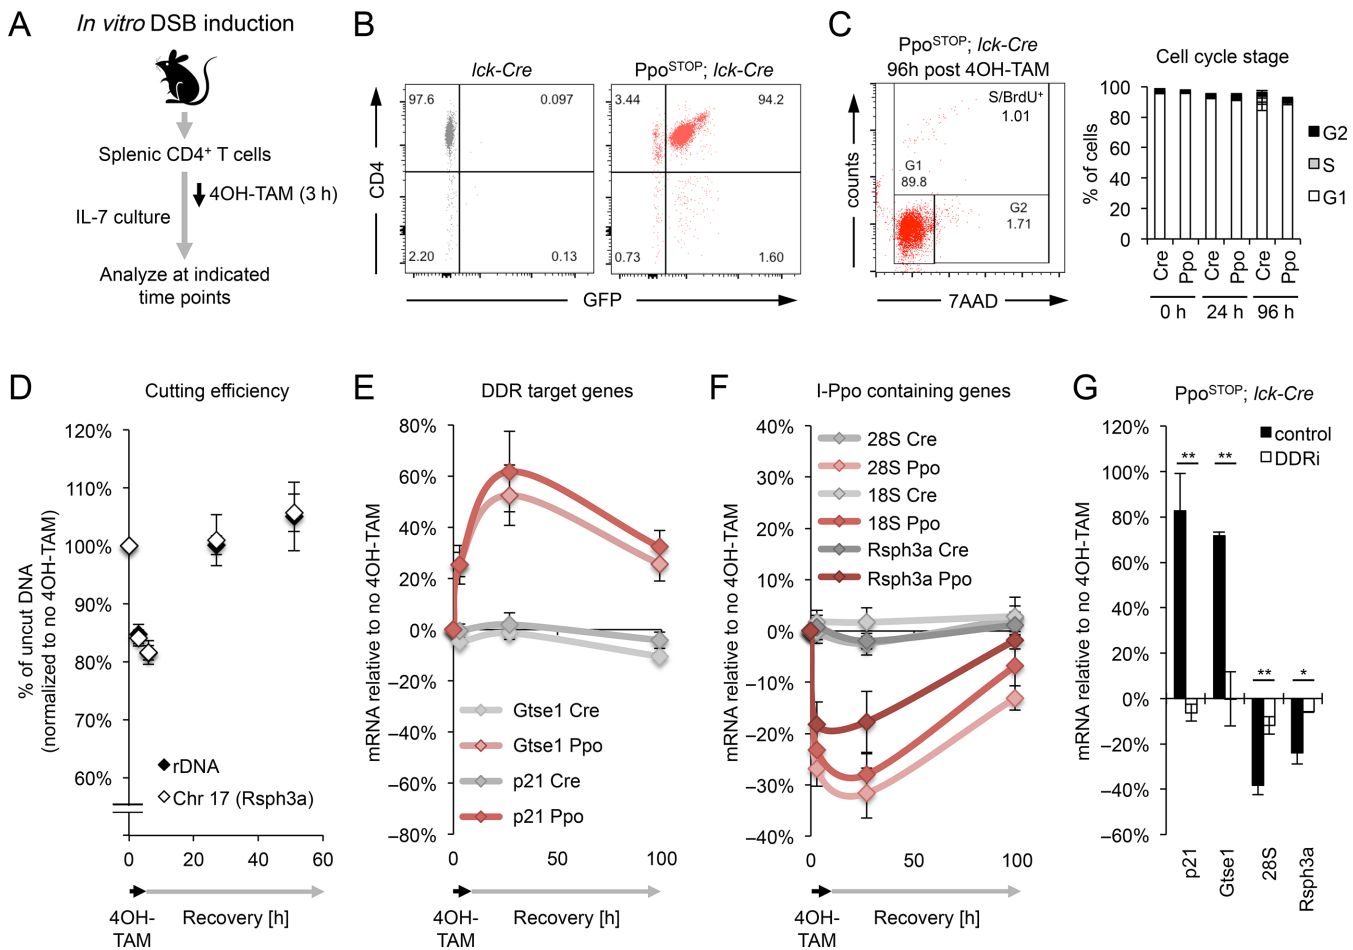 A
In vitro DSB induction
Splenic CD4⁺ T cells
4OH-TAM (3 h)
IL-7 culture
Analyze at indicated
time points
B
lck-Cre
Ppoˢᵀᴼᴾ; lck-Cre
97.6
0.097
3.44
94.2
CD4
2.20
0.13
0.73
1.60
GFP
C
Ppoˢᵀᴼᴾ; lck-Cre
96h post 4OH-TAM
S/BrdU⁺
1.01
G1
89.8
G2
1.71
counts
7AAD
Cell cycle stage
% of cells
100
80
60
40
20
0
G2
S
G1
Cre
Ppo
Cre
Ppo
Cre
Ppo
0 h
24 h
96 h
D
Cutting efficiency
% of uncut DNA
(normalized to no 4OH-TAM)
120%
110%
100%
90%
80%
70%
60%
rDNA
Chr 17 (Rsph3a)
0
20
40
60
4OH-
TAM
Recovery [h]
E
DDR target genes
mRNA relative to no 4OH-TAM
80%
60%
40%
20%
0%
−20%
−40%
−60%
−80%
Gtse1 Cre
Gtse1 Ppo
p21 Cre
p21 Ppo
0
50
100
4OH-
TAM
Recovery [h]
F
I-Ppo containing genes
mRNA relative to no 4OH-TAM
40%
30%
20%
10%
0%
−10%
−20%
−30%
−40%
28S Cre
28S Ppo
18S Cre
18S Ppo
Rsph3a Cre
Rsph3a Ppo
0
50
100
4OH-
TAM
Recovery [h]
G
Ppoˢᵀᴼᴾ; lck-Cre
mRNA relative to no 4OH-TAM
120%
100%
80%
60%
40%
20%
0%
−20%
−40%
−60%
control
DDRi
**
**
**
*
p21
Gtse1
28S
Rsph3a